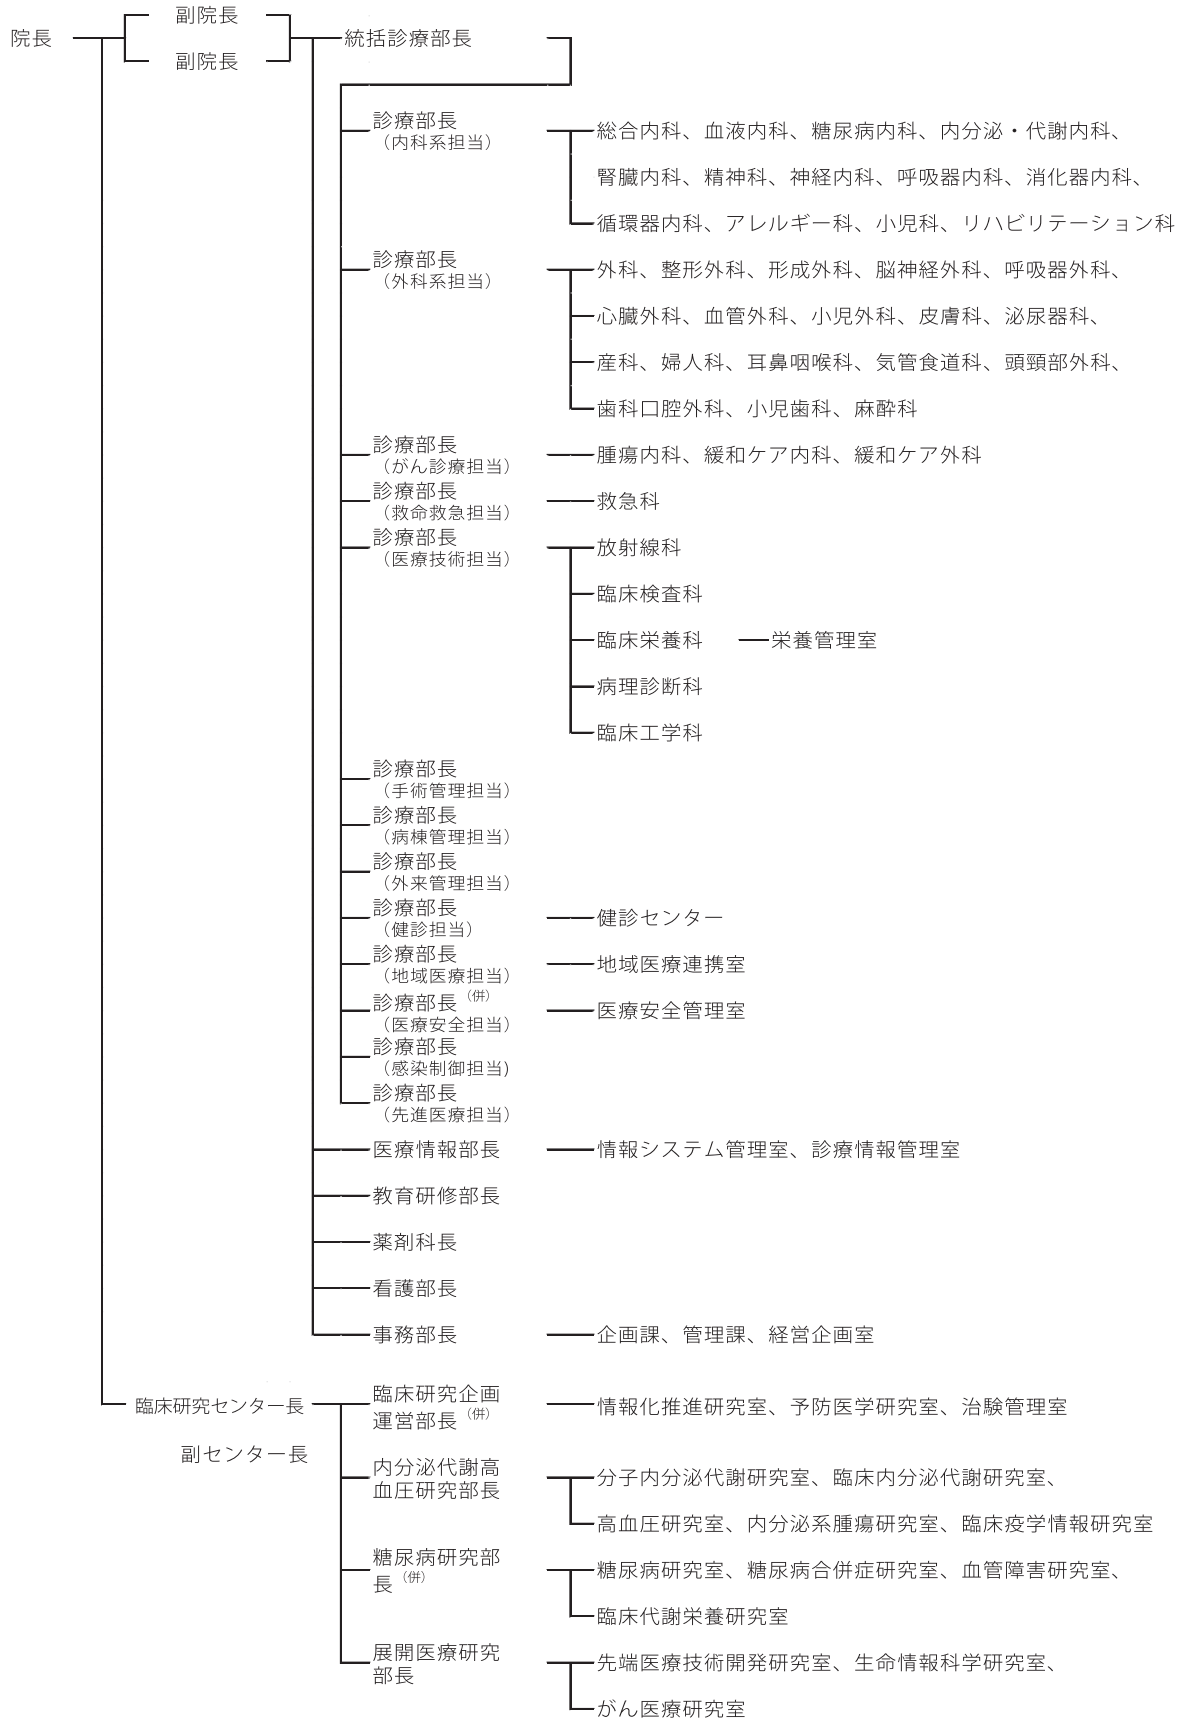 副院長
院長
統括診療部長
副院長
診療部長
（内科系担当）
総合内科、血液内科、糖尿病内科、内分泌・代謝内科、
腎臓内科、精神科、神経内科、呼吸器内科、消化器内科、
循環器内科、アレルギー科、小児科、リハビリテーション科
診療部長
（外科系担当）
外科、整形外科、形成外科、脳神経外科、呼吸器外科、
心臓外科、血管外科、小児外科、皮膚科、泌尿器科、
産科、婦人科、耳鼻咽喉科、気管食道科、頭頸部外科、
歯科口腔外科、小児歯科、麻酔科
診療部長
（がん診療担当）
腫瘍内科、緩和ケア内科、緩和ケア外科
診療部長
（救命救急担当）
救急科
診療部長
（医療技術担当）
放射線科
臨床検査科
臨床栄養科
栄養管理室
病理診断科
臨床工学科
診療部長
（手術管理担当）
診療部長
（病棟管理担当）
診療部長
（外来管理担当）
診療部長
（健診担当）
健診センター
診療部長
（地域医療担当）
地域医療連携室
診療部長（併）
（医療安全担当）
医療安全管理室
診療部長
（感染制御担当)
診療部長
（先進医療担当）
医療情報部長
情報システム管理室、診療情報管理室
教育研修部長
薬剤科長
看護部長
事務部長
企画課、管理課、経営企画室
臨床研究センター長
副センター長
臨床研究企画
運営部長（併）
情報化推進研究室、予防医学研究室、治験管理室
内分泌代謝高
血圧研究部長
分子内分泌代謝研究室、臨床内分泌代謝研究室、
高血圧研究室、内分泌系腫瘍研究室、臨床疫学情報研究室
糖尿病研究部
長（併）
糖尿病研究室、糖尿病合併症研究室、血管障害研究室、
臨床代謝栄養研究室
展開医療研究
部長
先端医療技術開発研究室、生命情報科学研究室、
がん医療研究室